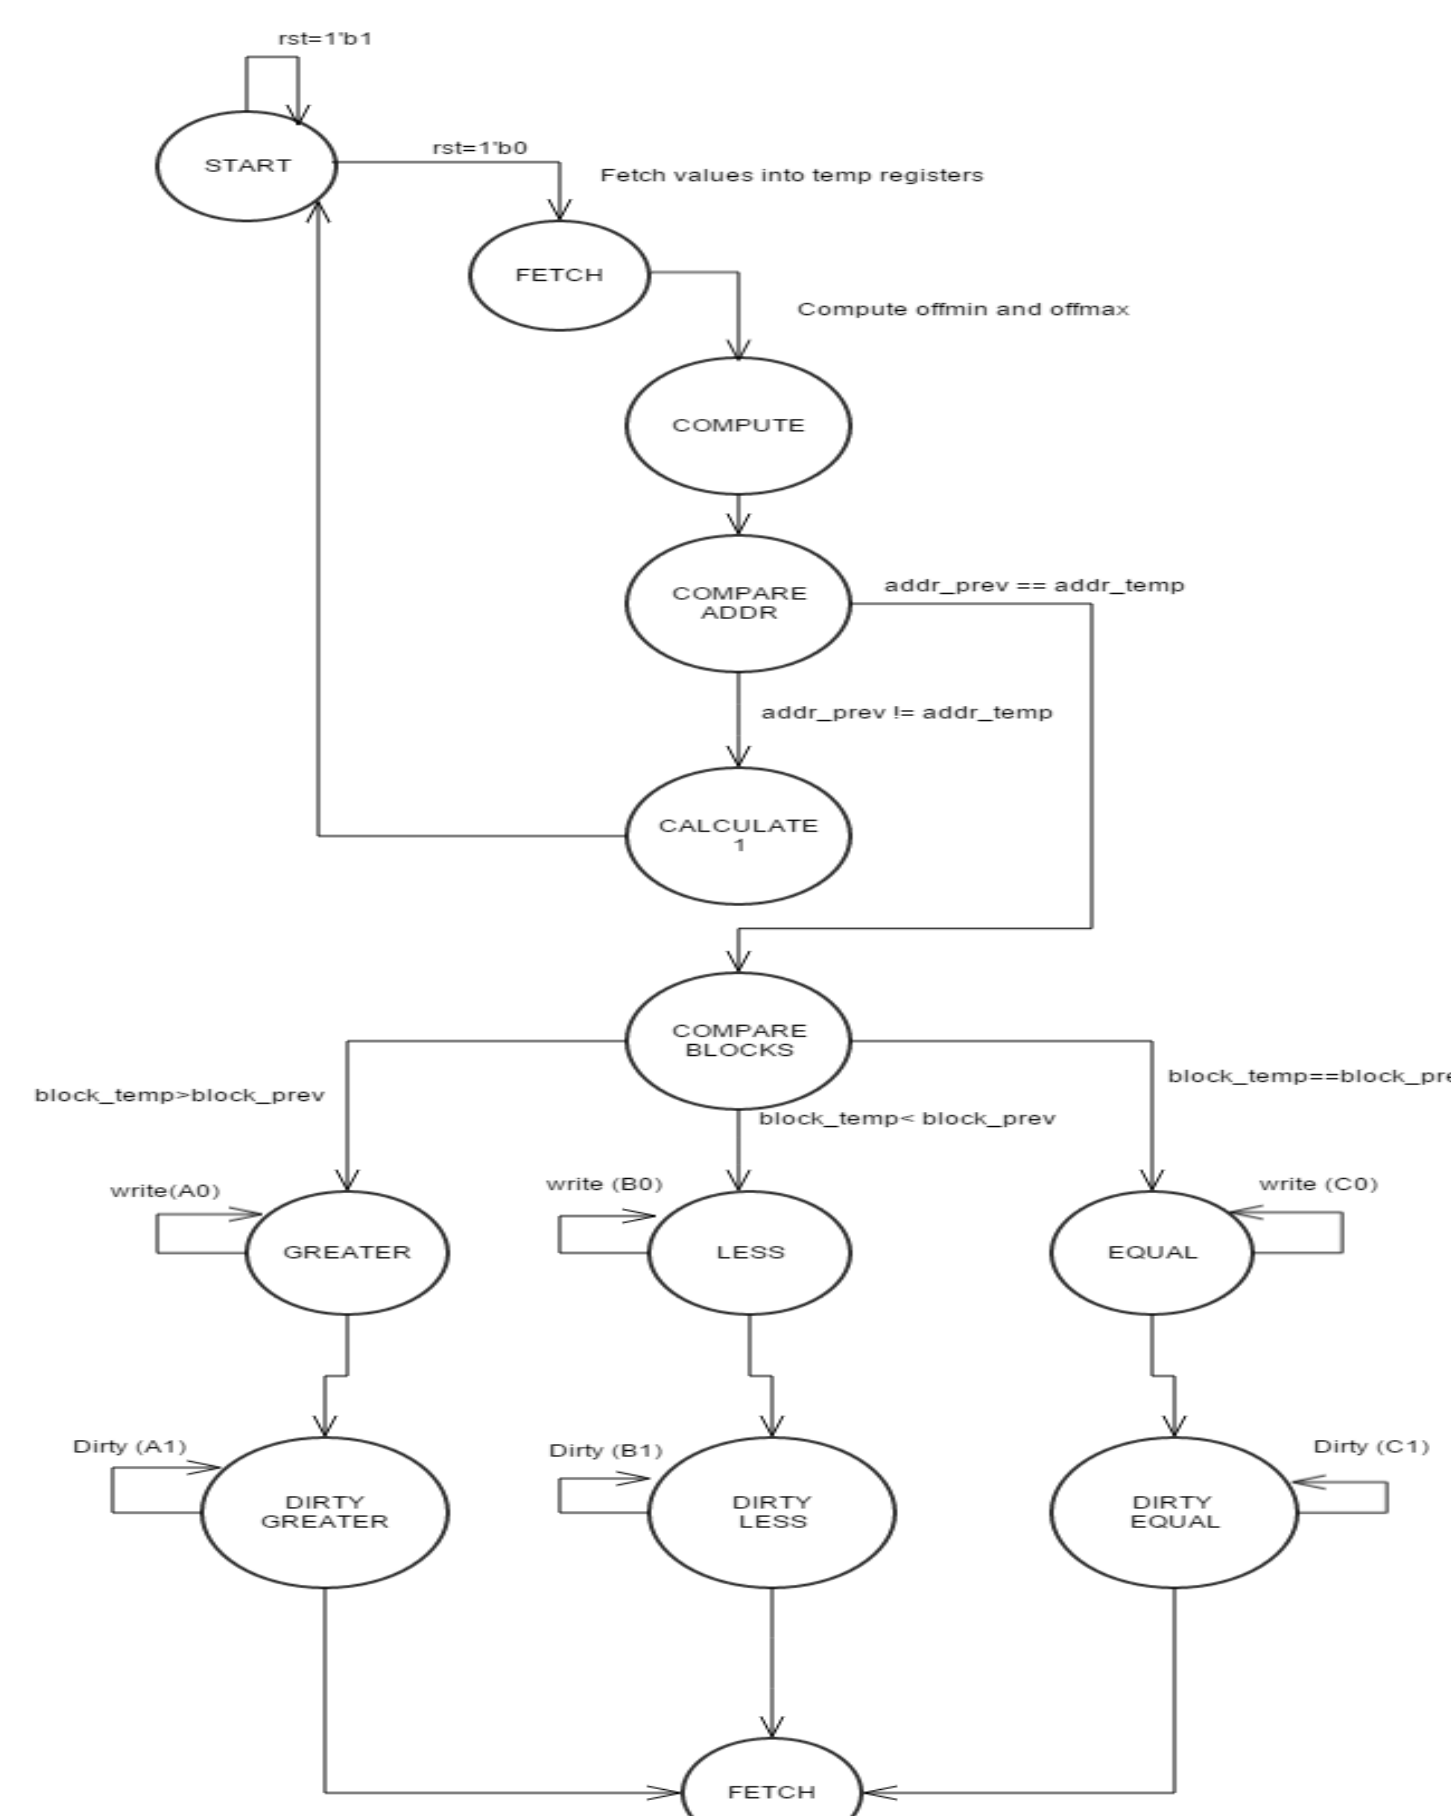 rst=1'b1
START
rst=1'b0
Fetch values into temp registers
FETCH
Compute offmin and offmax
COMPUTE
COMPARE
ADDR
addr_prev == addr_temp
addr_prev != addr_temp
CALCULATE
1
COMPARE
BLOCKS
block_temp>block_prev
block_temp< block_prev
block_temp==block_pre
write(A0)
write (B0)
write (C0)
GREATER
LESS
EQUAL
Dirty (A1)
Dirty (B1)
Dirty (C1)
DIRTY
GREATER
DIRTY
LESS
DIRTY
EQUAL
FETCH